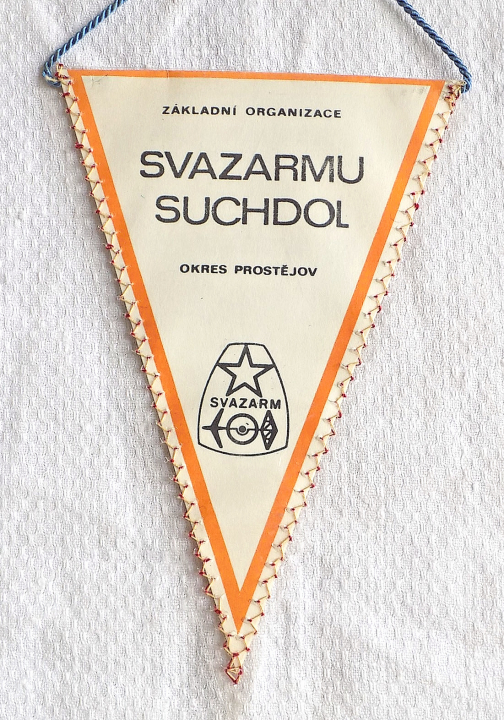 ZÁKLADNÍ ORGANIZACE
SVAZARMU
SUCHDOL
OKRES PROSTĚJOV
SVAZARM